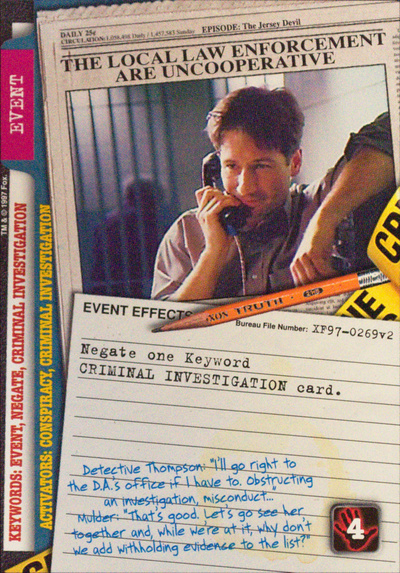 DAILY 25¢ EPISODE: The Jersey Devil
CIRCULATION: 1,056,408 Daily / 1,457,583 Sunday
THE LOCAL LAW ENFORCEMENT
ARE UNCOOPERATIVE
EVENT
TM & © 1997 Fox.
KEYWORDS: EVENT, NEGATE, CRIMINAL INVESTIGATION
ACTIVATORS: CONSPIRACY, CRIMINAL INVESTIGATION
EVENT EFFECTS
TRUTH
Bureau File Number: XF97-0269v2
Negate one Keyword
CRIMINAL INVESTIGATION card.
Detective Thompson: "I'll go right to
the D.A.'s office if I have to. Obstructing
an investigation, misconduct..."
Mulder: "That's good. Let's go see her
together and, while we're at it, why don't
we add withholding evidence to the list?"
4